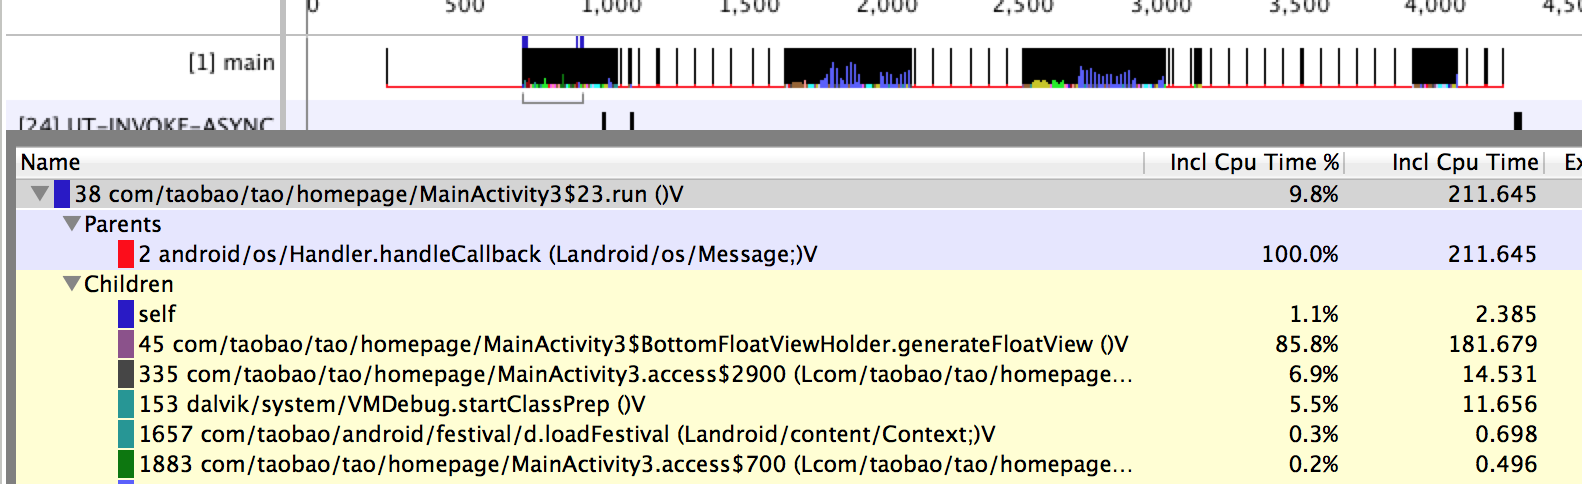 0 500 1,000 1,500 2,000 2,500 3,000 3,500 4,000 4,5
[1] main
[24] UT-INVOKE-ASYNC
Name Incl Cpu Time % Incl Cpu Time Ex
38 com/taobao/tao/homepage/MainActivity3$23.run ()V 9.8% 211.645
Parents
2 android/os/Handler.handleCallback (Landroid/os/Message;)V 100.0% 211.645
Children
self 1.1% 2.385
45 com/taobao/tao/homepage/MainActivity3$BottomFloatViewHolder.generateFloatView ()V 85.8% 181.679
335 com/taobao/tao/homepage/MainActivity3.access$2900 (Lcom/taobao/tao/homepage... 6.9% 14.531
153 dalvik/system/VMDebug.startClassPrep ()V 5.5% 11.656
1657 com/taobao/android/festival/d.loadFestival (Landroid/content/Context;)V 0.3% 0.698
1883 com/taobao/tao/homepage/MainActivity3.access$700 (Lcom/taobao/tao/homepage... 0.2% 0.496